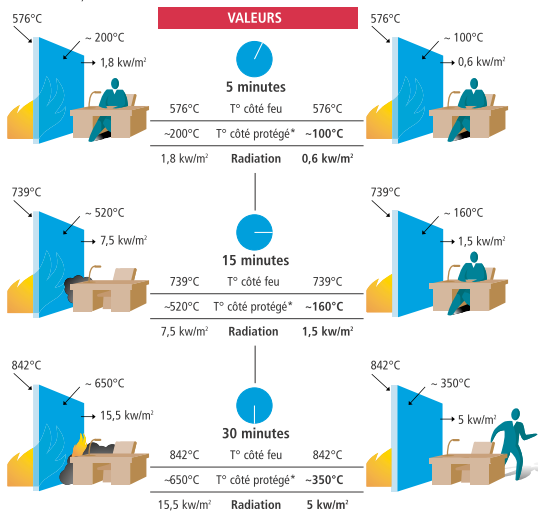 VALEURS
576°C
~ 200°C
1,8 kw/m²
576°C
~ 100°C
0,6 kw/m²
5 minutes
576°C T° côté feu 576°C
~200°C T° côté protégé* ~100°C
1,8 kw/m² Radiation 0,6 kw/m²
739°C
~ 520°C
7,5 kw/m²
739°C
~ 160°C
1,5 kw/m²
15 minutes
739°C T° côté feu 739°C
~520°C T° côté protégé* ~160°C
7,5 kw/m² Radiation 1,5 kw/m²
842°C
~ 650°C
15,5 kw/m²
842°C
~ 350°C
5 kw/m²
30 minutes
842°C T° côté feu 842°C
~650°C T° côté protégé* ~350°C
15,5 kw/m² Radiation 5 kw/m²